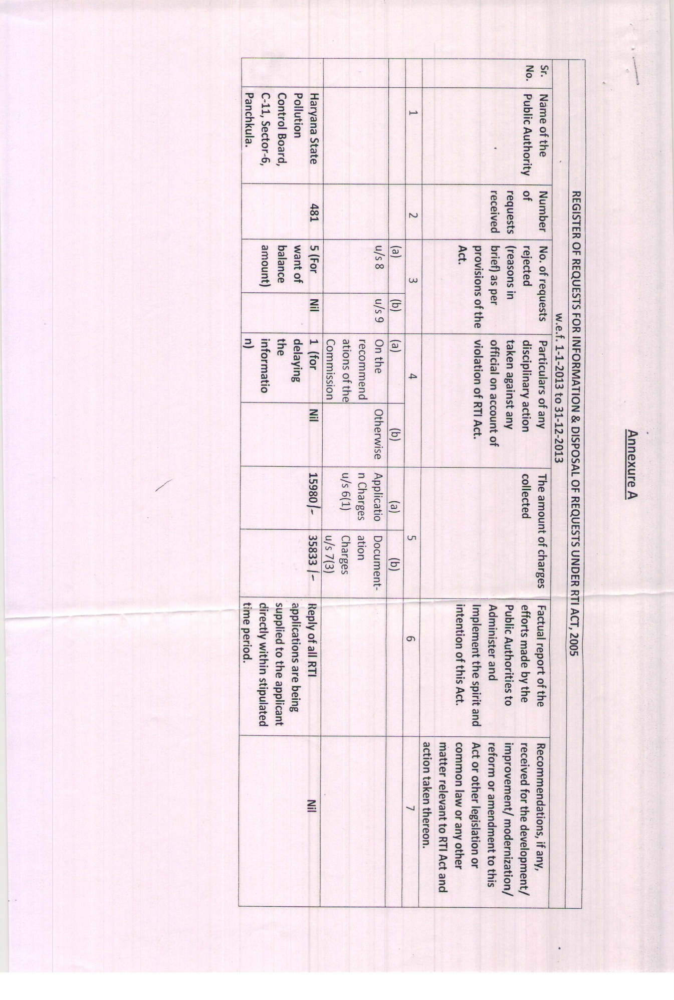 Annexure A
REGISTER OF REQUESTS FOR INFORMATION & DISPOSAL OF REQUESTS UNDER RTI ACT, 2005
w.e.f. 1-1-2013 to 31-12-2013
Sr.
No.
Name of the
Public Authority
Number
of
requests
received
No. of requests
rejected
(reasons in
brief) as per
provisions of the
Act.
Particulars of any
disciplinary action
taken against any
official on account of
violation of RTI Act.
The amount of charges
collected
Factual report of the
efforts made by the
Public Authorities to
Administer and
Implement the spirit and
intention of this Act.
Recommendations, if any,
received for the development/
improvement/ modernization/
reform or amendment to this
Act or other legislation or
common law or any other
matter relevant to RTI Act and
action taken thereon.
1
2
3
4
5
6
7
(a)
(b)
(a)
(b)
(a)
(b)
u/s 8
u/s 9
On the
recommend
ations of the
Commission
Otherwise
Applicatio
n Charges
u/s 6(1)
Document-
ation
Charges
u/s 7(3)
Haryana State
Pollution
Control Board,
C-11, Sector-6,
Panchkula.
481
5 (For
want of
balance
amount)
Nil
1 (for
delaying
the
informatio
n)
Nil
15980/-
35833/-
Reply of all RTI
applications are being
supplied to the applicant
directly within stipulated
time period.
Nil